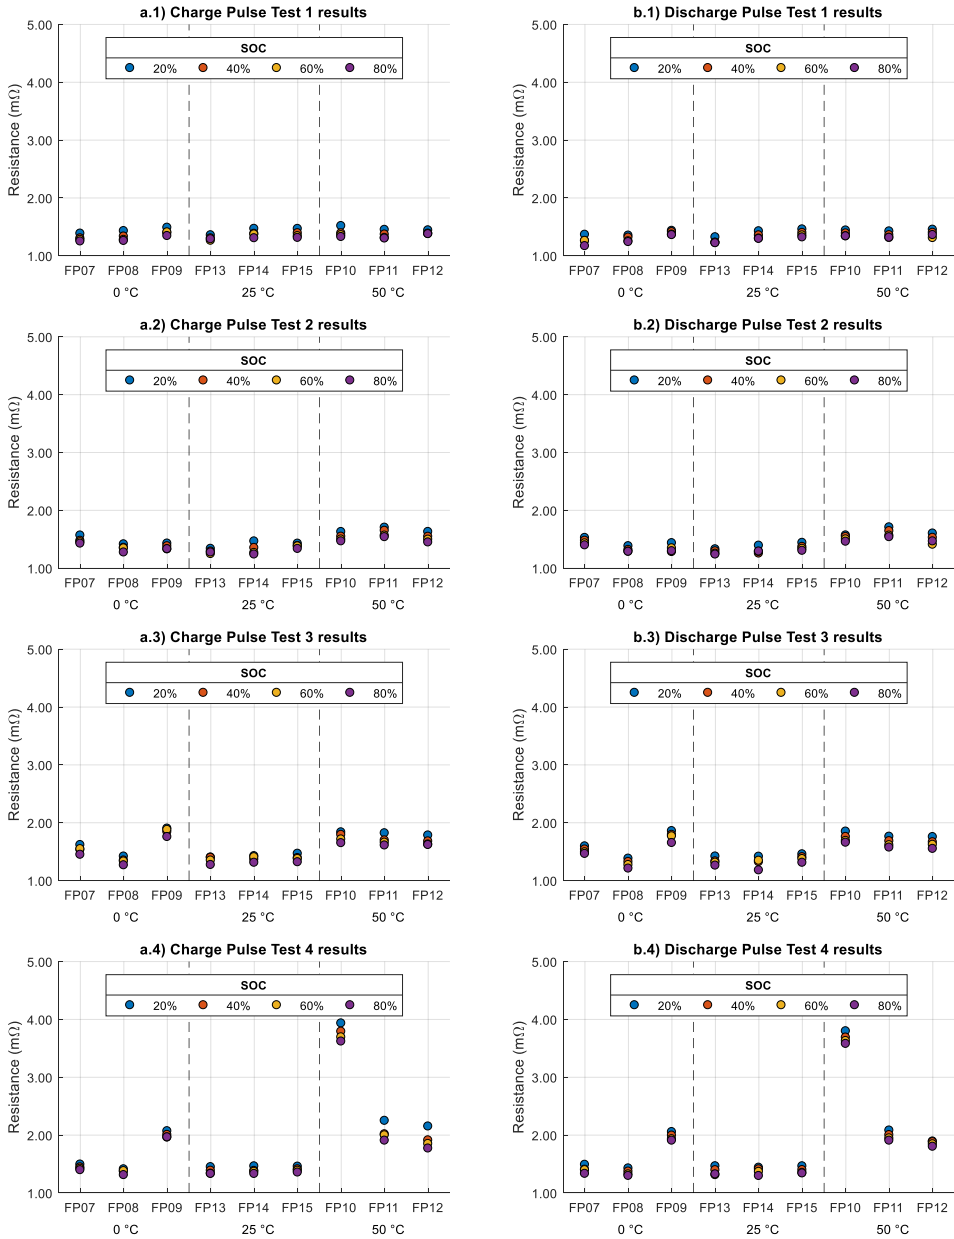 a.1) Charge Pulse Test 1 results
5.00
4.00
3.00
2.00
1.00
Resistance (mΩ)
SOC
20% 40% 60% 80%
FP07 FP08 FP09 FP13 FP14 FP15 FP10 FP11 FP12
0 °C 25 °C 50 °C
b.1) Discharge Pulse Test 1 results
5.00
4.00
3.00
2.00
1.00
Resistance (mΩ)
SOC
20% 40% 60% 80%
FP07 FP08 FP09 FP13 FP14 FP15 FP10 FP11 FP12
0 °C 25 °C 50 °C
a.2) Charge Pulse Test 2 results
5.00
4.00
3.00
2.00
1.00
Resistance (mΩ)
SOC
20% 40% 60% 80%
FP07 FP08 FP09 FP13 FP14 FP15 FP10 FP11 FP12
0 °C 25 °C 50 °C
b.2) Discharge Pulse Test 2 results
5.00
4.00
3.00
2.00
1.00
Resistance (mΩ)
SOC
20% 40% 60% 80%
FP07 FP08 FP09 FP13 FP14 FP15 FP10 FP11 FP12
0 °C 25 °C 50 °C
a.3) Charge Pulse Test 3 results
5.00
4.00
3.00
2.00
1.00
Resistance (mΩ)
SOC
20% 40% 60% 80%
FP07 FP08 FP09 FP13 FP14 FP15 FP10 FP11 FP12
0 °C 25 °C 50 °C
b.3) Discharge Pulse Test 3 results
5.00
4.00
3.00
2.00
1.00
Resistance (mΩ)
SOC
20% 40% 60% 80%
FP07 FP08 FP09 FP13 FP14 FP15 FP10 FP11 FP12
0 °C 25 °C 50 °C
a.4) Charge Pulse Test 4 results
5.00
4.00
3.00
2.00
1.00
Resistance (mΩ)
SOC
20% 40% 60% 80%
FP07 FP08 FP09 FP13 FP14 FP15 FP10 FP11 FP12
0 °C 25 °C 50 °C
b.4) Discharge Pulse Test 4 results
5.00
4.00
3.00
2.00
1.00
Resistance (mΩ)
SOC
20% 40% 60% 80%
FP07 FP08 FP09 FP13 FP14 FP15 FP10 FP11 FP12
0 °C 25 °C 50 °C